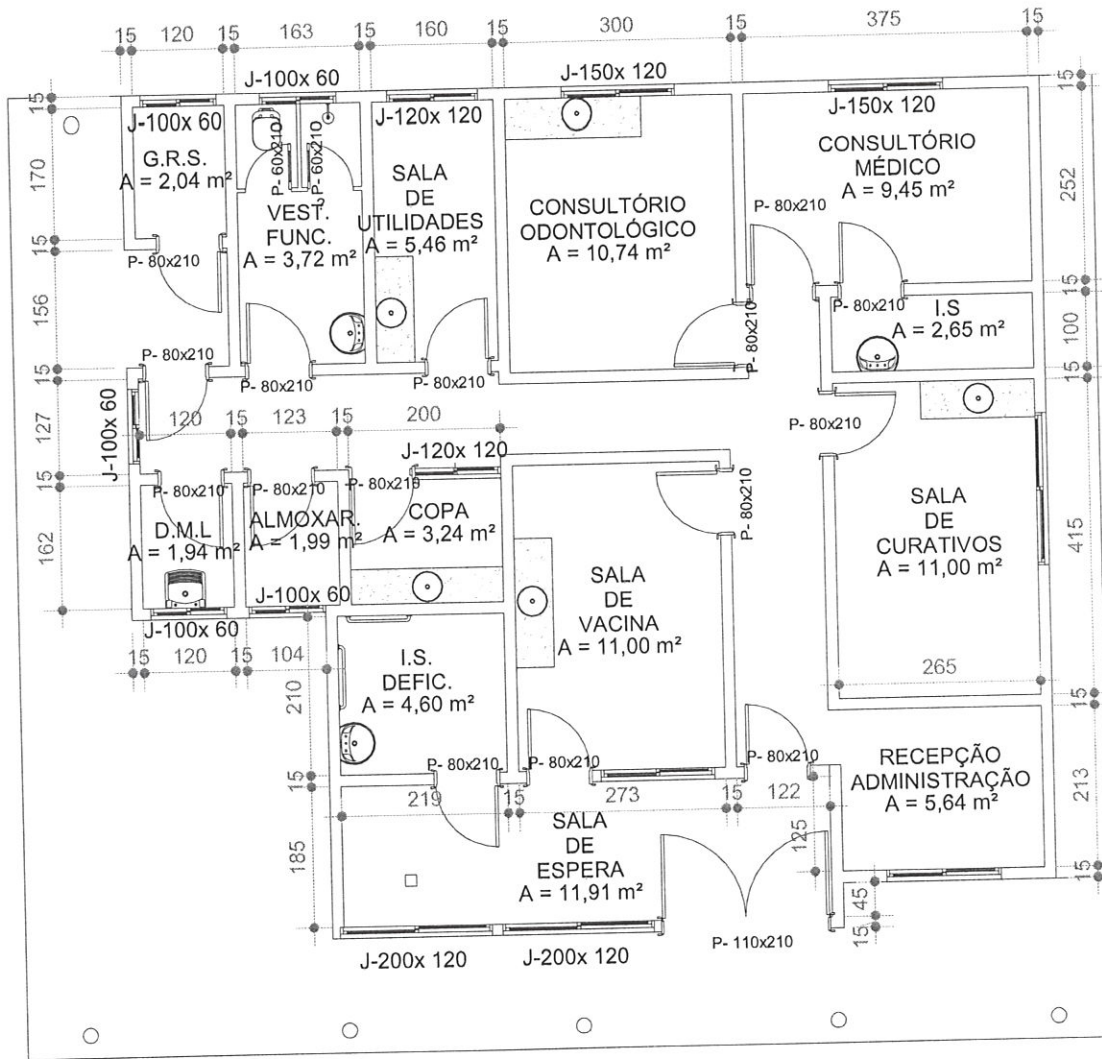 15 120 15 163 15 160 15 300 15 375 15
J-100x 60
J-150x 120
J-100x 60
J-120x 120
J-150x 120
15
170
15
156
15
127
15
162
G.R.S.
A = 2,04 m²
P- 60x210
P- 60x210
VEST.
FUNC.
A = 3,72 m²
SALA
DE
UTILIDADES
A = 5,46 m²
CONSULTÓRIO
ODONTOLÓGICO
A = 10,74 m²
CONSULTÓRIO
MÉDICO
A = 9,45 m²
P- 80x210
P- 80x210
P- 80x210
I.S
A = 2,65 m²
P- 80x210
P- 80x210
P- 80x210
P- 80x210
P- 80x210
15
252
15
100
15
415
15
213
15
J-100x 60
120 15 123 15 200
J-120x 120
P- 80x210
P- 80x210
P- 80x210
P- 80x210
P- 80x210
D.M.L
A = 1,94 m²
ALMOXAR.
A = 1,99 m²
COPA
A = 3,24 m²
SALA
DE
VACINA
A = 11,00 m²
SALA
DE
CURATIVOS
A = 11,00 m²
J-100x 60
J-100x 60
15 120 15 104
210
15
185
I.S.
DEFIC.
A = 4,60 m²
265
P- 80x210
P- 80x210
P- 80x210
RECEPÇÃO
ADMINISTRAÇÃO
A = 5,64 m²
219 15 273 15 122
125
SALA
DE
ESPERA
A = 11,91 m²
45
15
P- 110x210
J-200x 120
J-200x 120